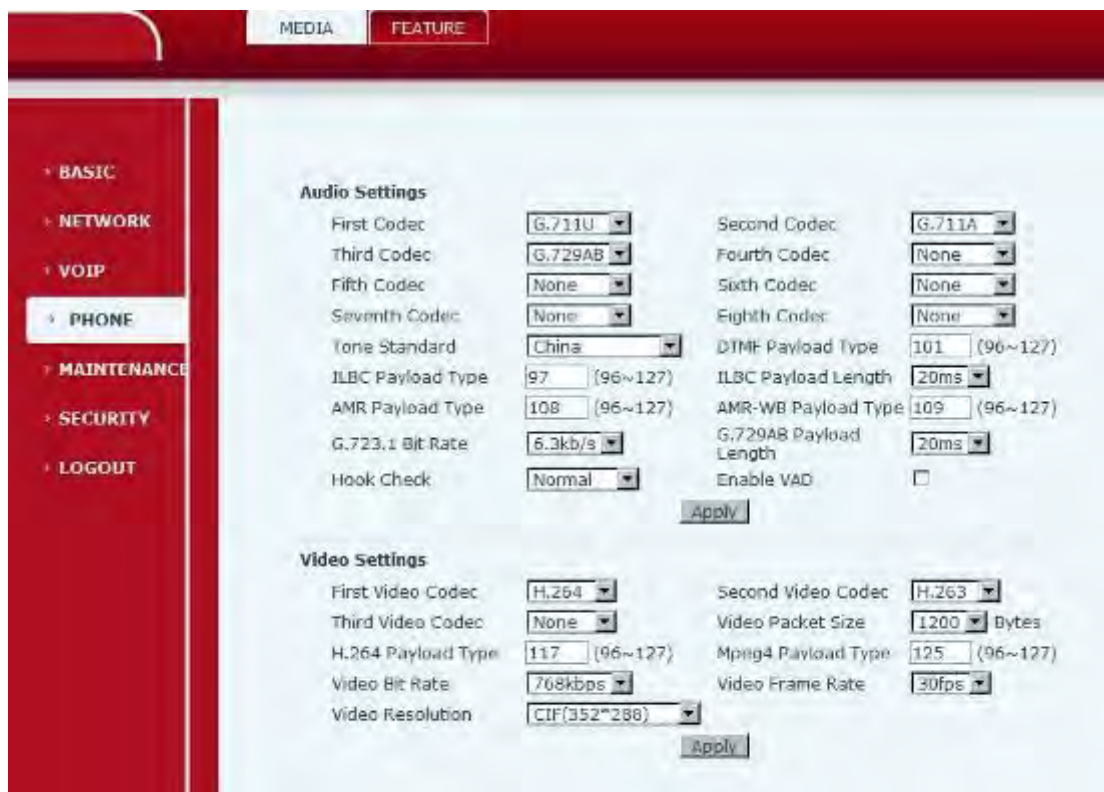 MEDIA FEATURE
BASIC
NETWORK
VOIP
PHONE
MAINTENANCE
SECURITY
LOGOUT
Audio Settings
First Codec G.711U Second Codec G.711A
Third Codec G.729AB Fourth Codec None
Fifth Codec None Sixth Codec None
Seventh Codec None Eighth Codec None
Tone Standard China DTMF Payload Type 101 (96~127)
ILBC Payload Type 97 (96~127) ILBC Payload Length 20ms
AMR Payload Type 108 (96~127) AMR-WB Payload Type 109 (96~127)
G.723.1 Bit Rate 6.3kb/s G.729AB Payload Length 20ms
Hook Check Normal Enable VAD
Apply
Video Settings
First Video Codec H.264 Second Video Codec H.263
Third Video Codec None Video Packet Size 1200 Bytes
H.264 Payload Type 117 (96~127) Mpeg4 Payload Type 125 (96~127)
Video Bit Rate 768kbps Video Frame Rate 30fps
Video Resolution CIF(352*288)
Apply